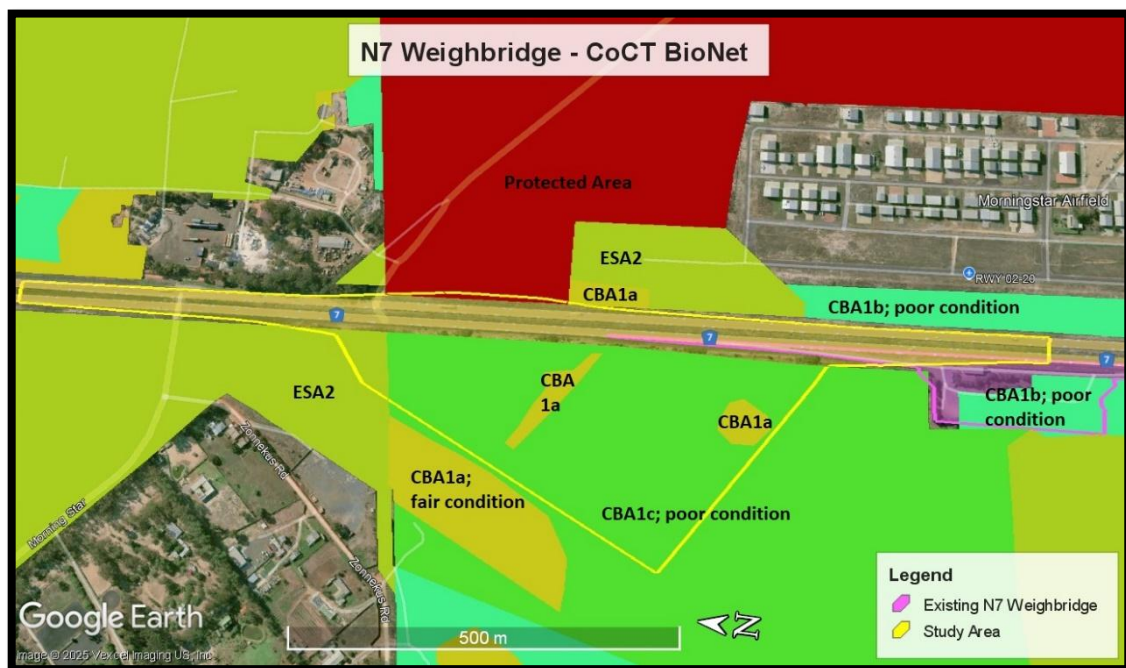 N7 Weighbridge - CoCT BioNet
Protected Area
Morningstar Airfield
ESA2
RWY 02-20
CBA1a
CBA1b; poor condition
7
7
7
CBA
1a
ESA2
CBA1b; poor
condition
CBA1a
CBA1a;
fair condition
Zonnekus Rd
CBA1c; poor condition
Morning Star
Zonnekus Rd
Legend
Existing N7 Weighbridge
Study Area
Google Earth
500 m
N
Image © 2025 Vexcel Imaging US, Inc.